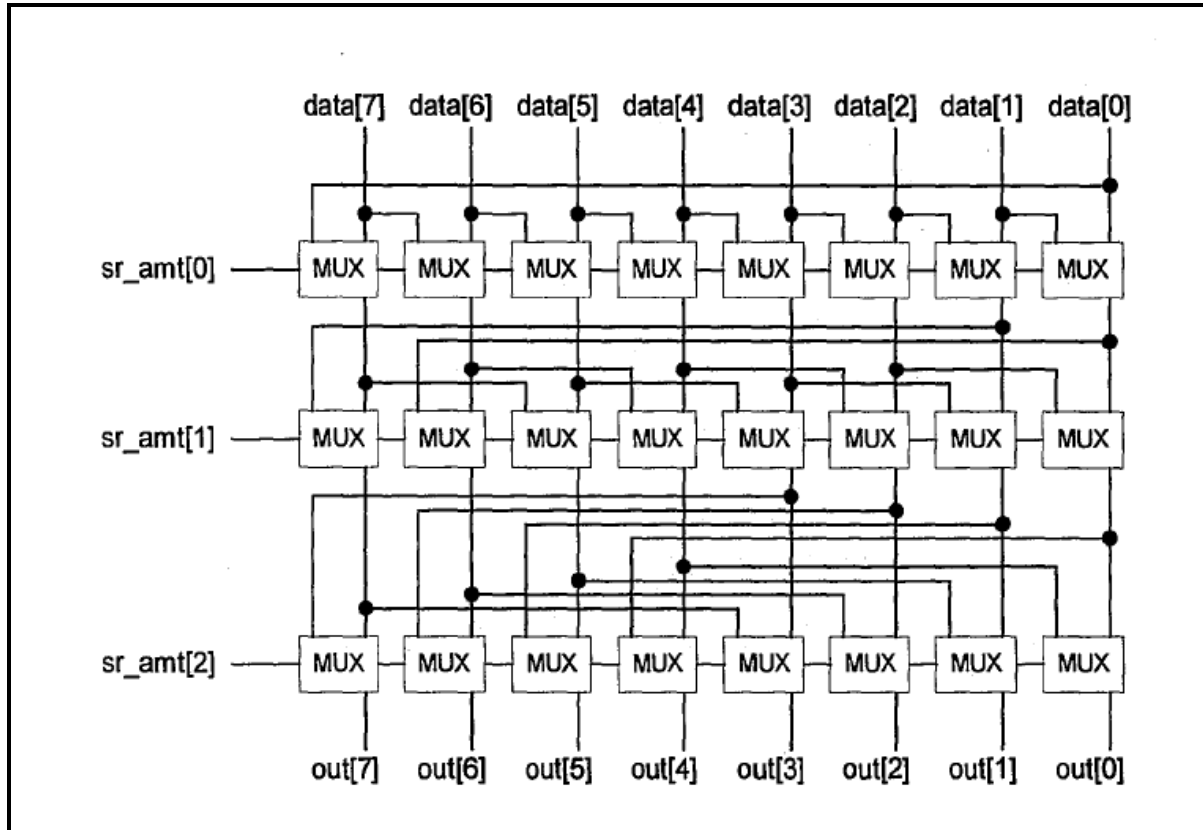 data[7] data[6] data[5] data[4] data[3] data[2] data[1] data[0]
sr_amt[0] MUX MUX MUX MUX MUX MUX MUX MUX
sr_amt[1] MUX MUX MUX MUX MUX MUX MUX MUX
sr_amt[2] MUX MUX MUX MUX MUX MUX MUX MUX
out[7] out[6] out[5] out[4] out[3] out[2] out[1] out[0]